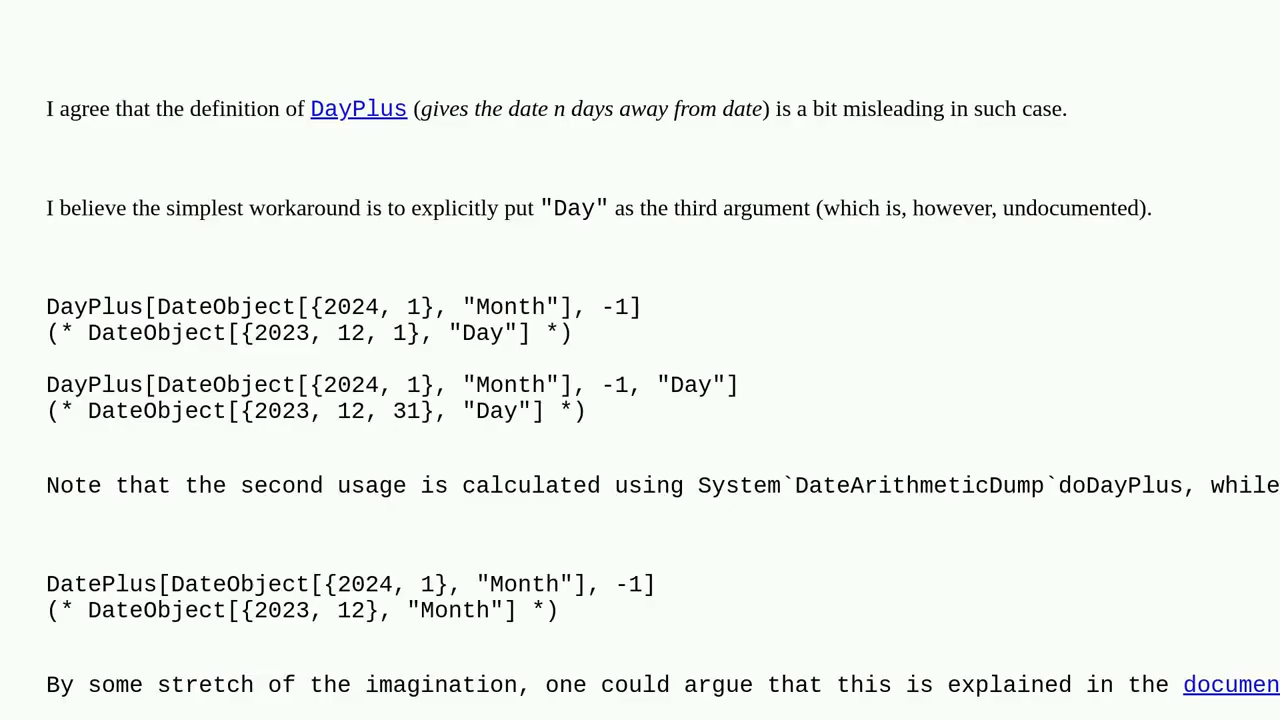 I agree that the definition of DayPlus (gives the date n days away from date) is a bit misleading in such case.
I believe the simplest workaround is to explicitly put "Day" as the third argument (which is, however, undocumented).
DayPlus[DateObject[{2024, 1}, "Month"], -1]
(* DateObject[{2023, 12, 1}, "Day"] *)
DayPlus[DateObject[{2024, 1}, "Month"], -1, "Day"]
(* DateObject[{2023, 12, 31}, "Day"] *)
Note that the second usage is calculated using System`DateArithmeticDump`doDayPlus, while
DatePlus[DateObject[{2024, 1}, "Month"], -1]
(* DateObject[{2023, 12}, "Month"] *)
By some stretch of the imagination, one could argue that this is explained in the documen